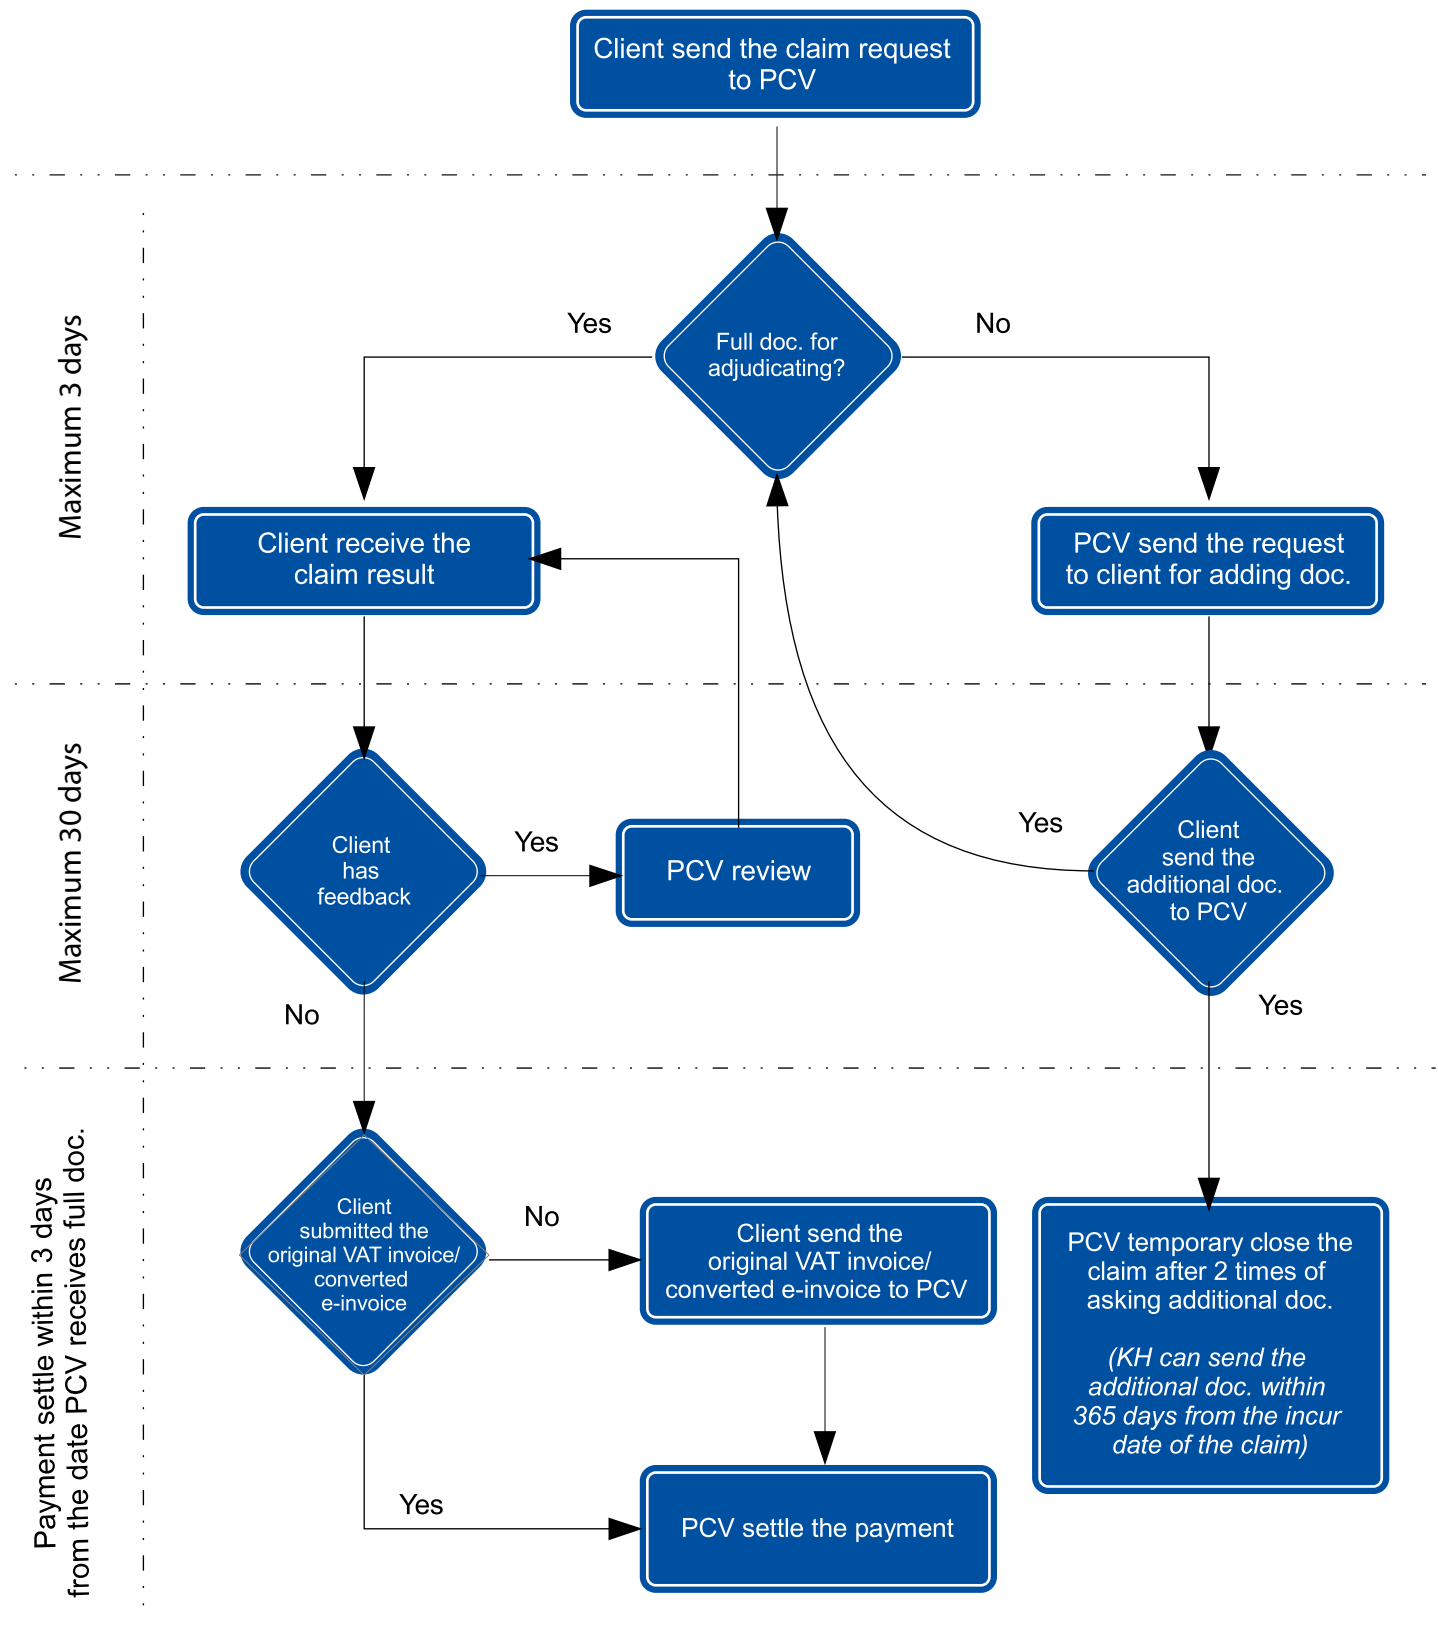 Client send the claim request
to PCV
Maximum 3 days
Yes
No
Full doc. for
adjudicating?
Client receive the
claim result
PCV send the request
to client for adding doc.
Maximum 30 days
Client
has
feedback
Yes
PCV review
Yes
Client
send the
additional doc.
to PCV
No
Yes
Payment settle within 3 days
from the date PCV receives full doc.
Client
submitted the
original VAT invoice/
converted
e-invoice
No
Client send the
original VAT invoice/
converted e-invoice to PCV
PCV temporary close the
claim after 2 times of
asking additional doc.
(KH can send the
additional doc. within
365 days from the incur
date of the claim)
Yes
PCV settle the payment